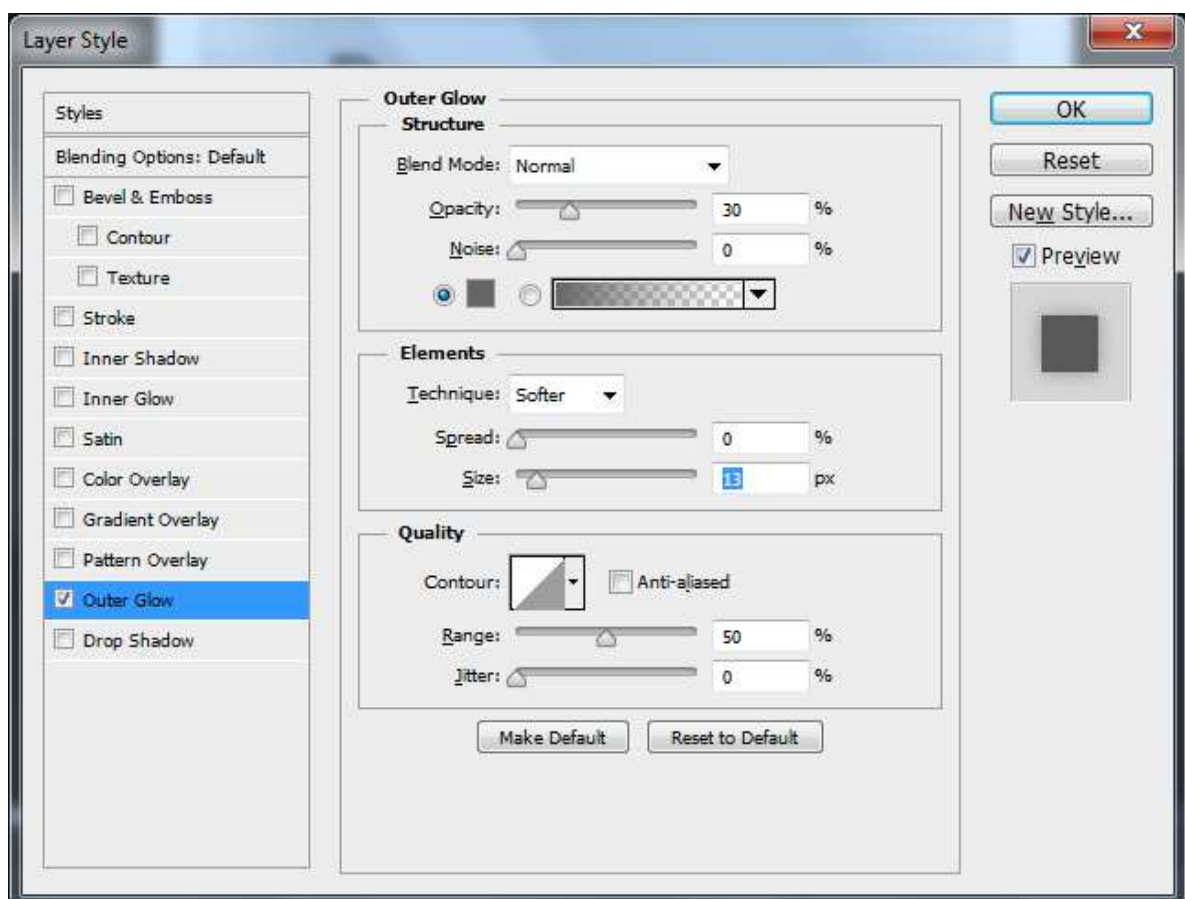 Layer Style
Styles
Blending Options: Default
Bevel & Emboss
Contour
Texture
Stroke
Inner Shadow
Inner Glow
Satin
Color Overlay
Gradient Overlay
Pattern Overlay
Outer Glow
Drop Shadow
Outer Glow
Structure
Blend Mode: Normal
Opacity: 30 %
Noise: 0 %
Elements
Technique: Softer
Spread: 0 %
Size: 13 px
Quality
Contour: Anti-aliased
Range: 50 %
Jitter: 0 %
Make Default Reset to Default
OK
Reset
New Style...
Preview